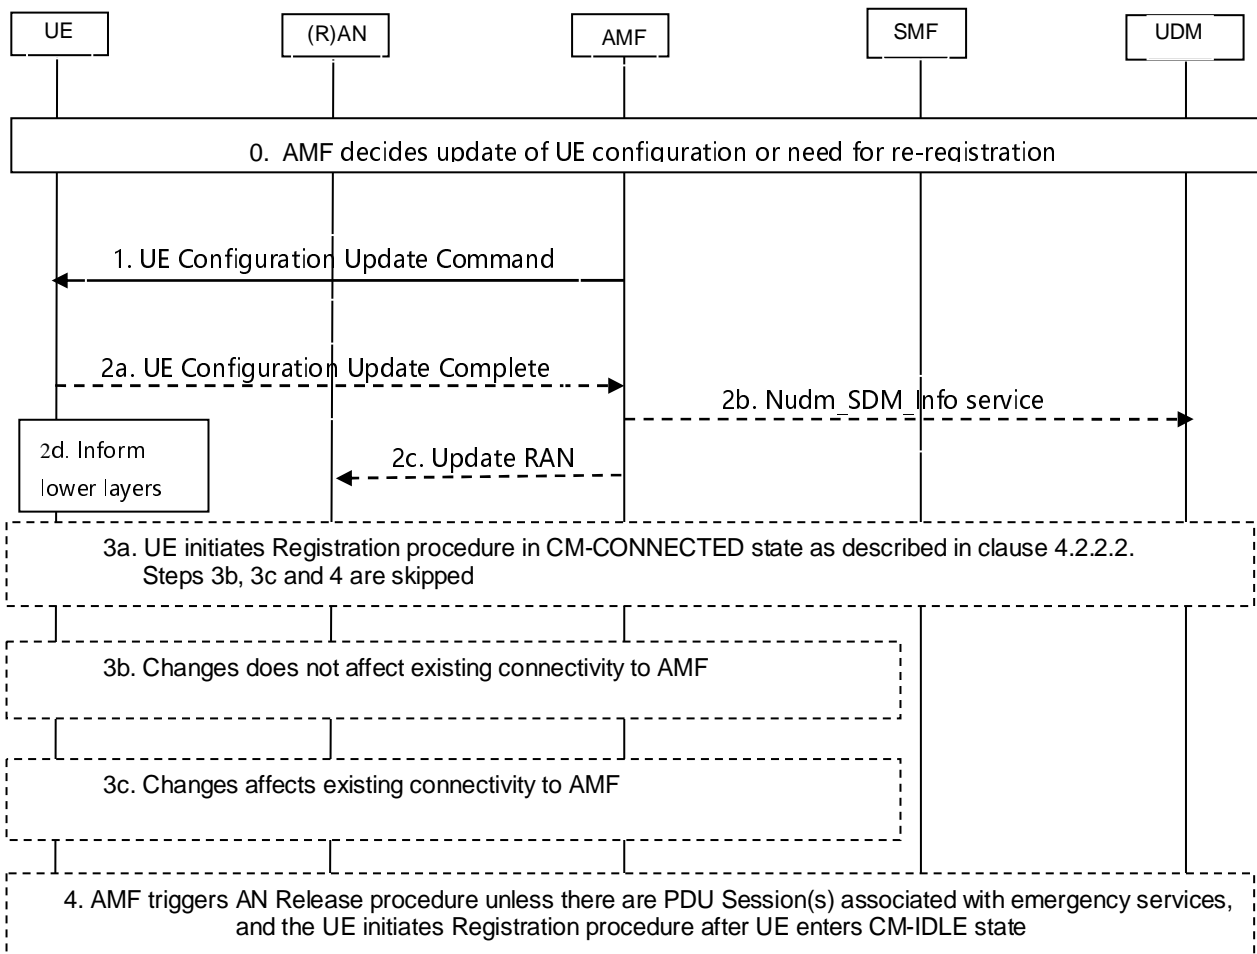 UE
(R)AN
AMF
SMF
UDM
0. AMF decides update of UE configuration or need for re-registration
1. UE Configuration Update Command
2a. UE Configuration Update Complete
2b. Nudm_SDM_Info service
2c. Update RAN
2d. Inform
lower layers
3a. UE initiates Registration procedure in CM-CONNECTED state as described in clause 4.2.2.2.
Steps 3b, 3c and 4 are skipped
3b. Changes does not affect existing connectivity to AMF
3c. Changes affects existing connectivity to AMF
4. AMF triggers AN Release procedure unless there are PDU Session(s) associated with emergency services,
and the UE initiates Registration procedure after UE enters CM-IDLE state